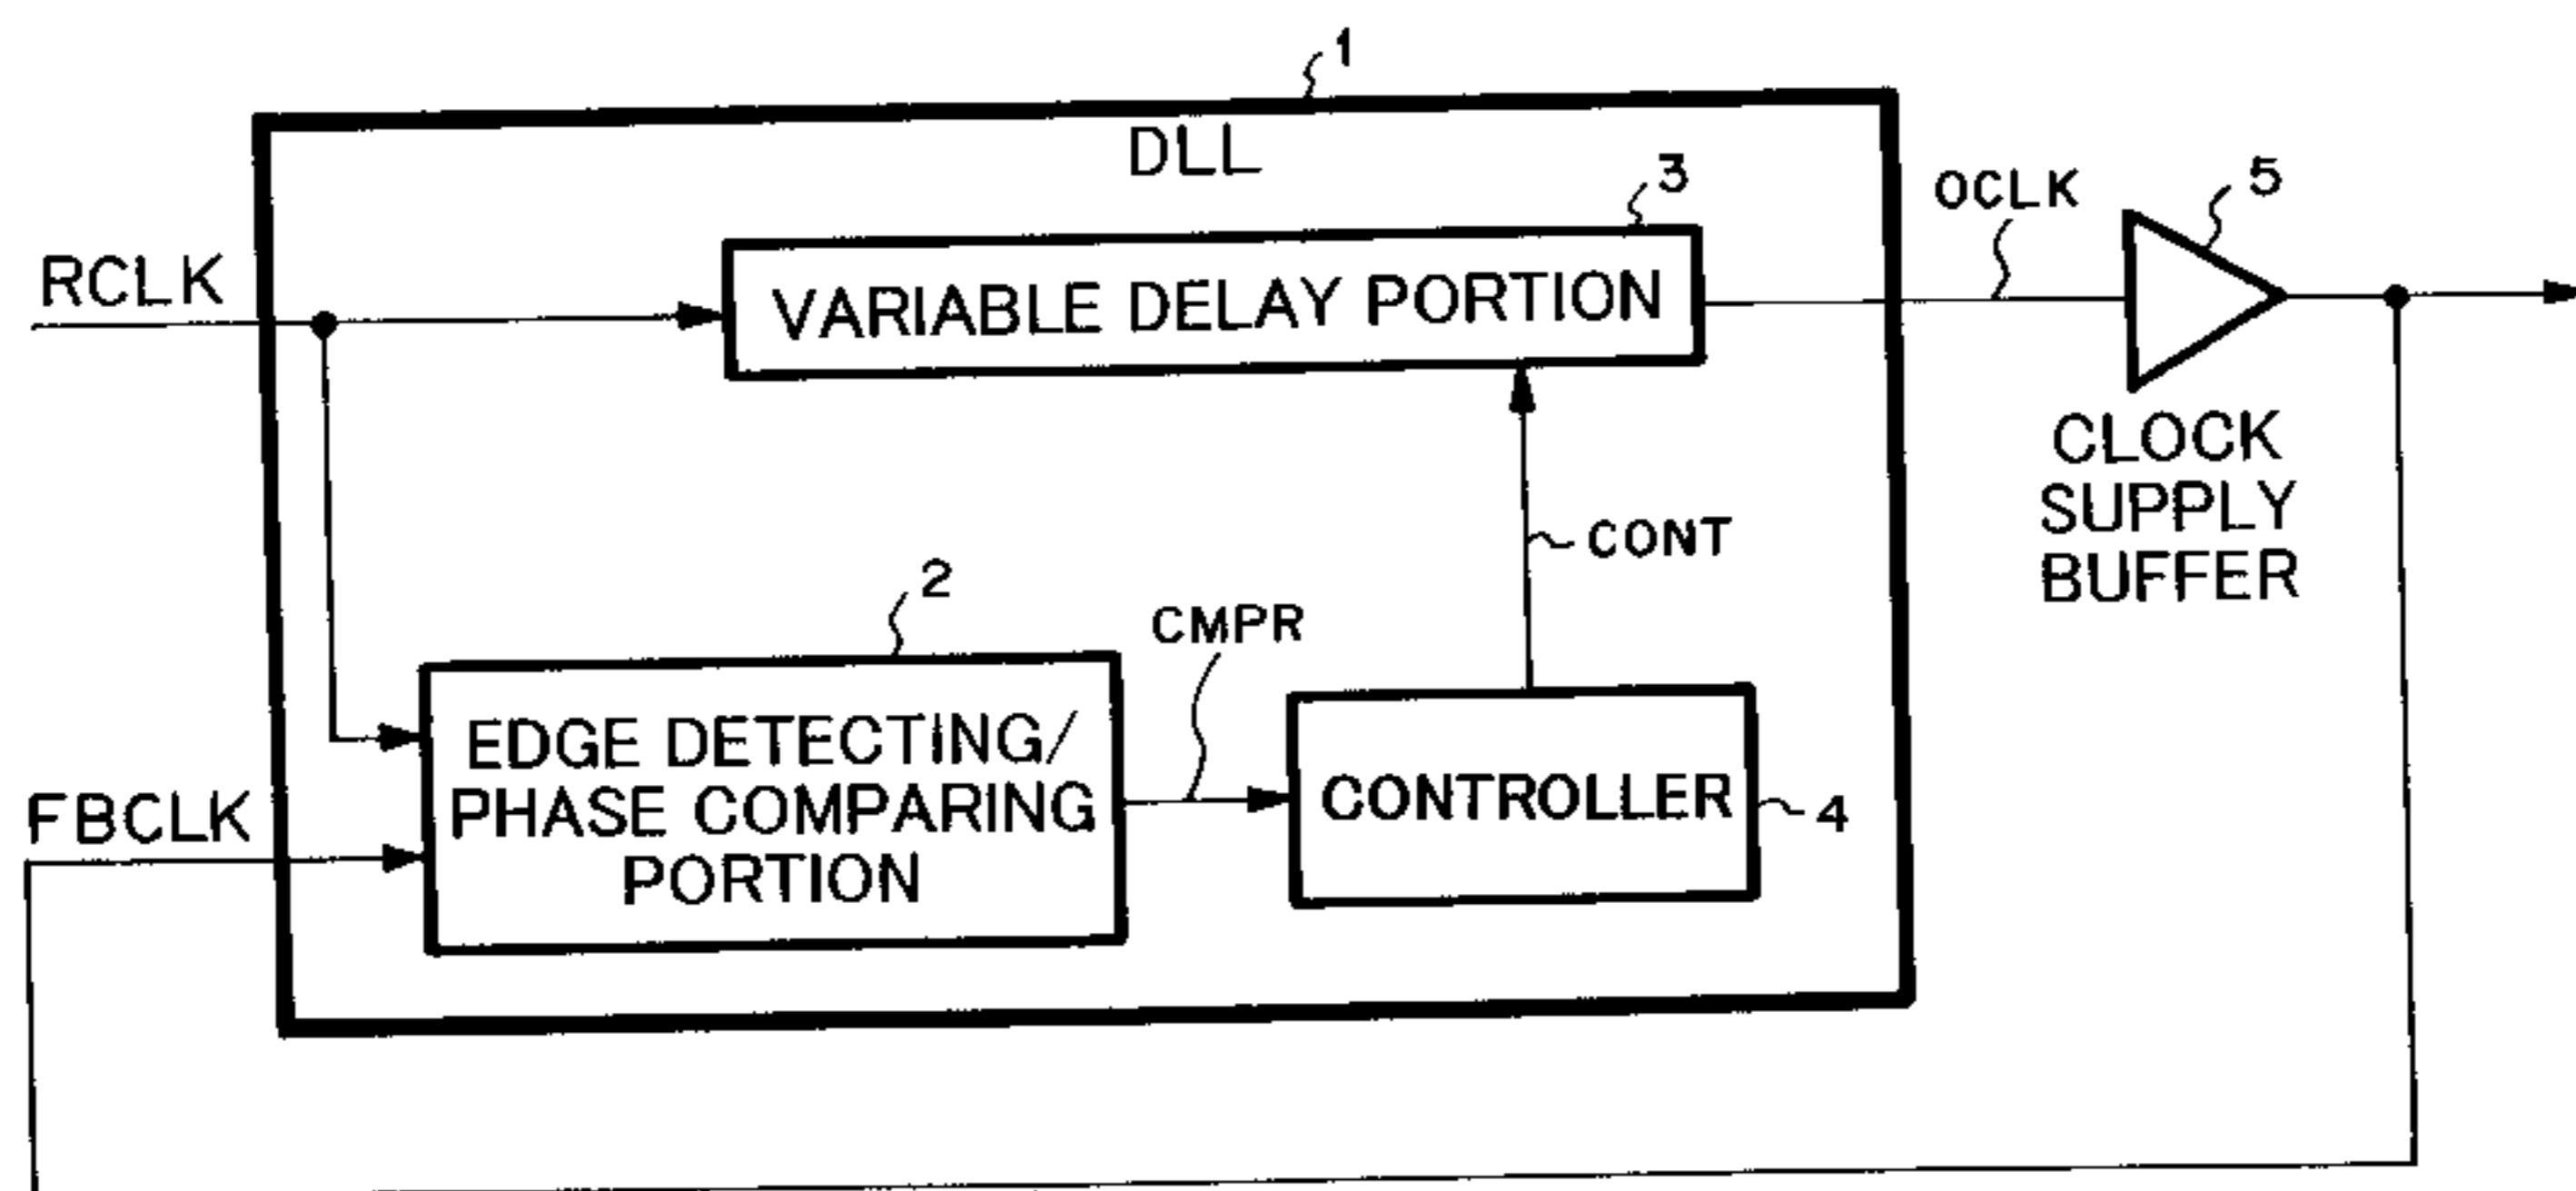 1
DLL
3
OCLK
5
RCLK
VARIABLE DELAY PORTION
CLOCK
SUPPLY
BUFFER
CONT
2
CMPR
EDGE DETECTING/
PHASE COMPARING
PORTION
CONTROLLER
4
FBCLK